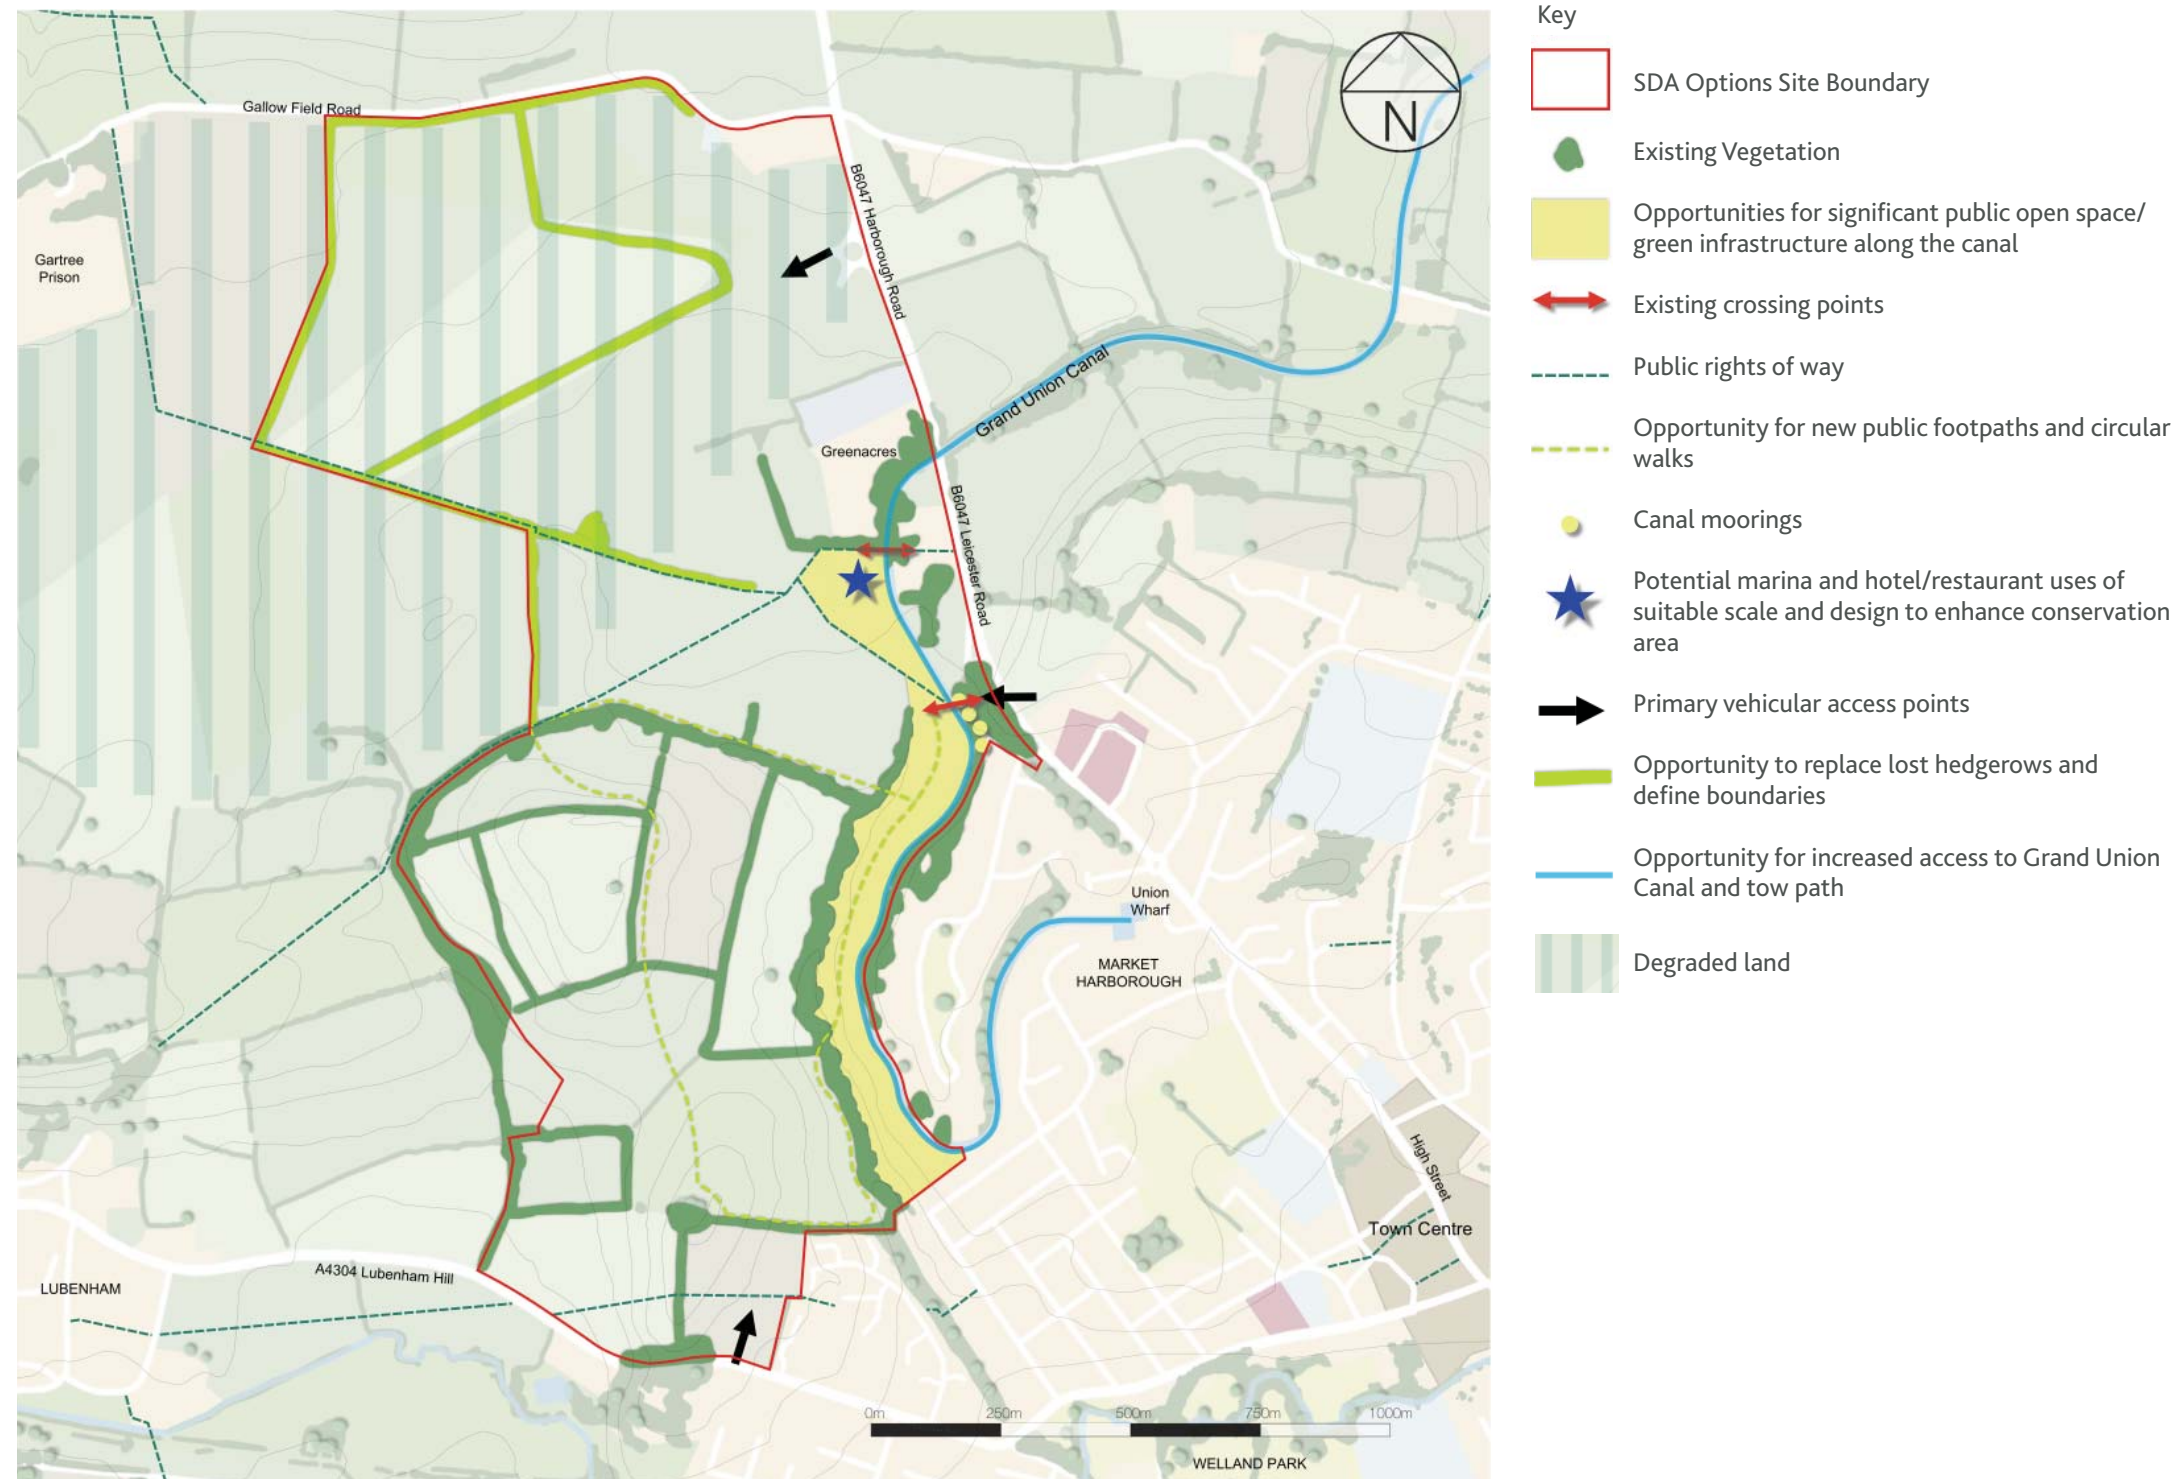 Gallow Field Road
B6047 Harborough Road
N
Gartree
Prison
Grand Union Canal
Greenacres
B6047 Leicester Road
Union
Wharf
MARKET
HARBOROUGH
High Street
Town Centre
A4304 Lubenham Hill
LUBENHAM
0m
250m
500m
750m
1000m
WELLAND PARK
Key
SDA Options Site Boundary
Existing Vegetation
Opportunities for significant public open space/
green infrastructure along the canal
Existing crossing points
Public rights of way
Opportunity for new public footpaths and circular
walks
Canal moorings
Potential marina and hotel/restaurant uses of
suitable scale and design to enhance conservation
area
Primary vehicular access points
Opportunity to replace lost hedgerows and
define boundaries
Opportunity for increased access to Grand Union
Canal and tow path
Degraded land